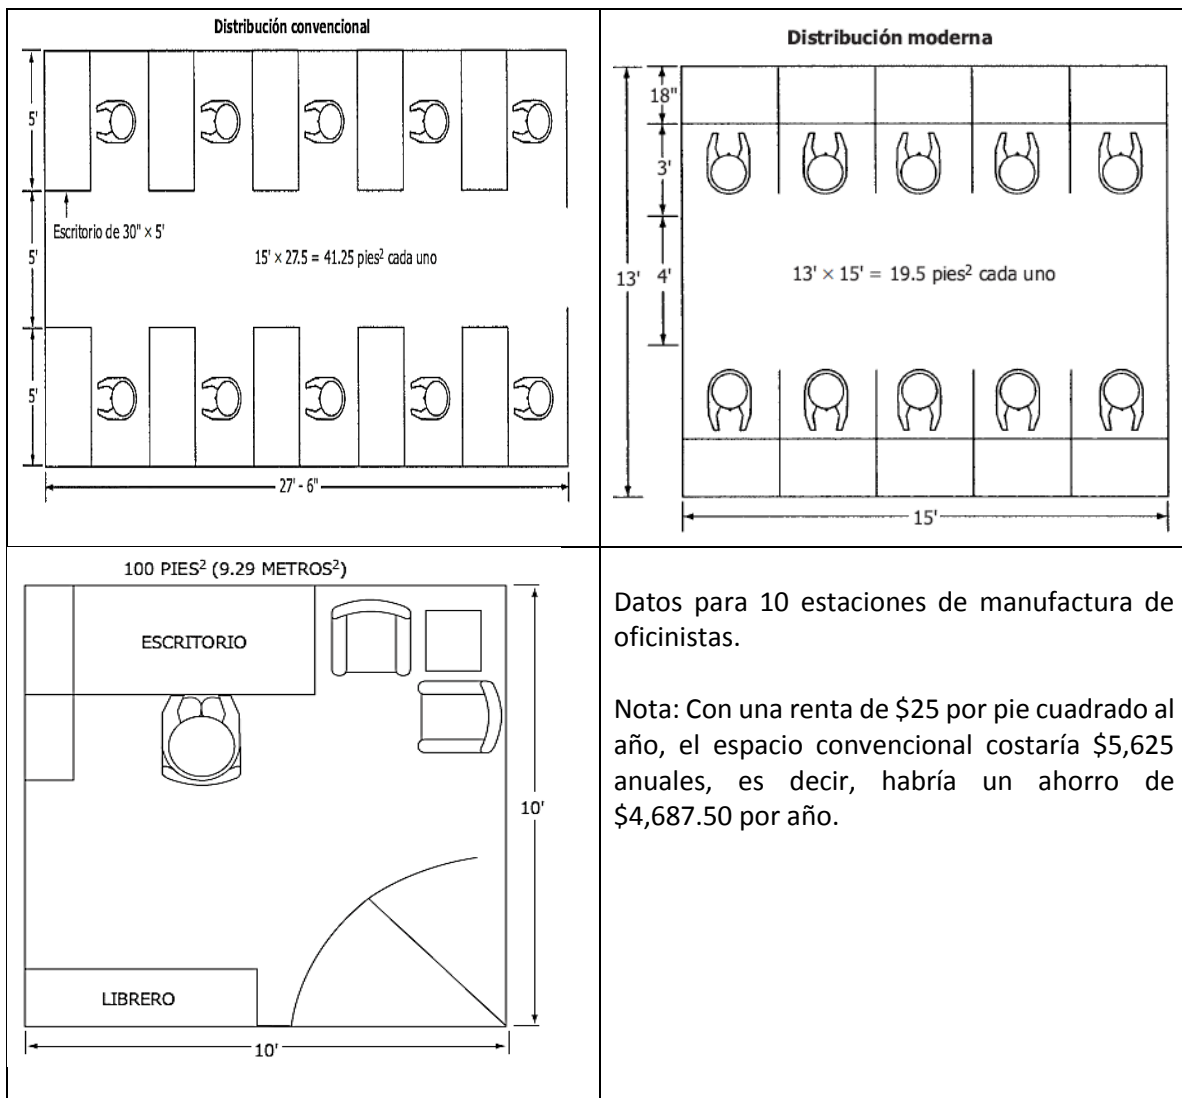 Distribución convencional
5'
Escritorio de 30" × 5'
5'
15' × 27.5 = 41.25 pies² cada uno
5'
27' - 6"
Distribución moderna
18"
3'
13'
4'
13' × 15' = 19.5 pies² cada uno
15'
100 PIES² (9.29 METROS²)
ESCRITORIO
10'
LIBRERO
10'
Datos para 10 estaciones de manufactura de
oficinistas.
Nota: Con una renta de $25 por pie cuadrado al
año, el espacio convencional costaría $5,625
anuales, es decir, habría un ahorro de
$4,687.50 por año.